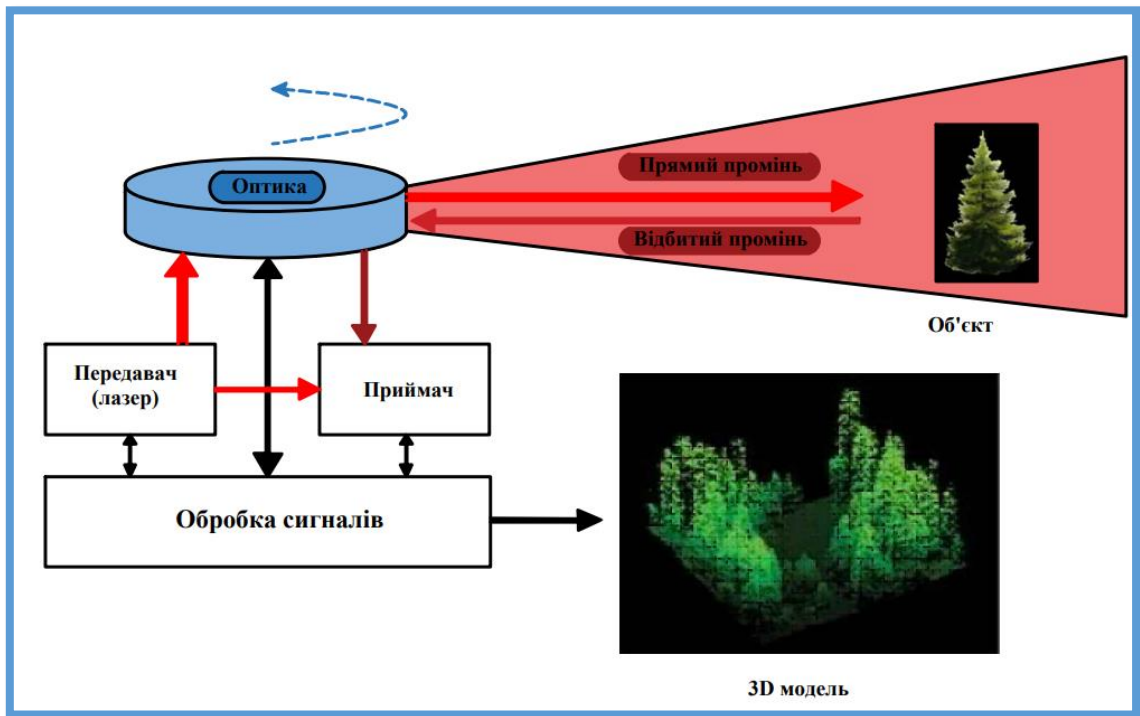 Оптика
Прямий промінь
Відбитий промінь
Об'єкт
Передавач
(лазер)
Приймач
Обробка сигналів
3D модель